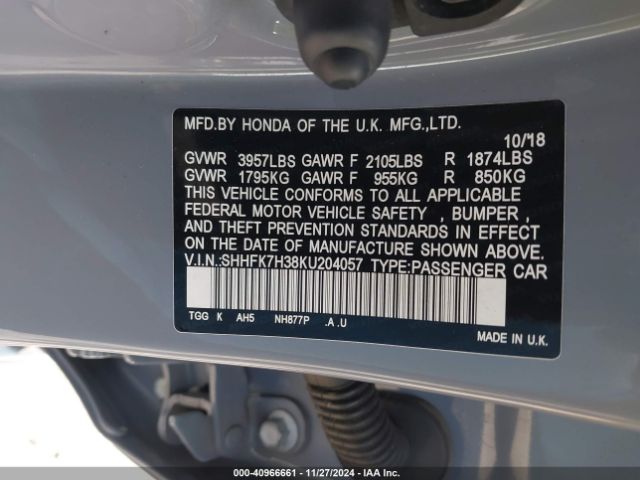 MFD.BY HONDA OF THE U.K. MFG.,LTD.
10/18
GVWR 3957LBS GAWR F 2105LBS R 1874LBS
GVWR 1795KG GAWR F 955KG R 850KG
THIS VEHICLE CONFORMS TO ALL APPLICABLE
FEDERAL MOTOR VEHICLE SAFETY , BUMPER ,
AND THEFT PREVENTION STANDARDS IN EFFECT
ON THE DATE OF MANUFACTURE SHOWN ABOVE.
V.I.N.:SHHFK7H38KU204057 TYPE:PASSENGER CAR
TGG K AH5 NH877P .A .U
MADE IN U.K.
000-40966661 - 11/27/2024 - IAA Inc.